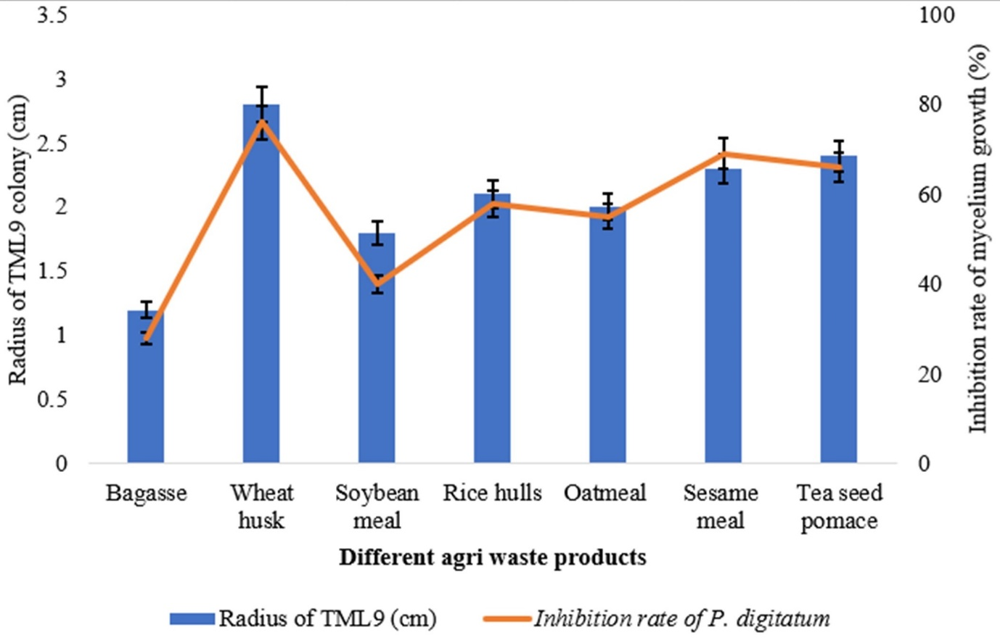 3.5
3
2.5
2
1.5
1
0.5
0
Radius of TML9 colony (cm)
100
80
60
40
20
0
Inhibition rate of mycelium growth (%)
Bagasse
Wheat
husk
Soybean
meal
Rice hulls
Oatmeal
Sesame
meal
Tea seed
pomace
Different agri waste products
Radius of TML9 (cm)
Inhibition rate of P. digitatum